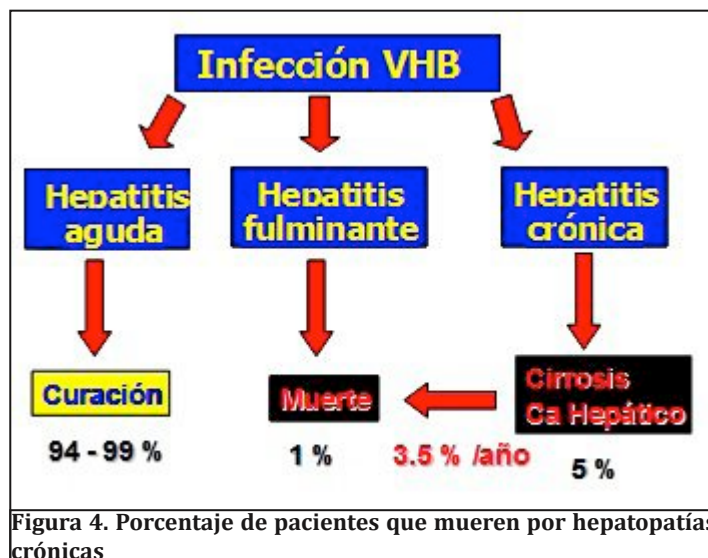 Infección VHB
Hepatitis
aguda
Hepatitis
fulminante
Hepatitis
crónica
Curación
94 - 99 %
Muerte
1 %
3.5 % /año
Cirrosis
Ca Hepático
5 %
Figura 4. Porcentaje de pacientes que mueren por hepatopatías
crónicas